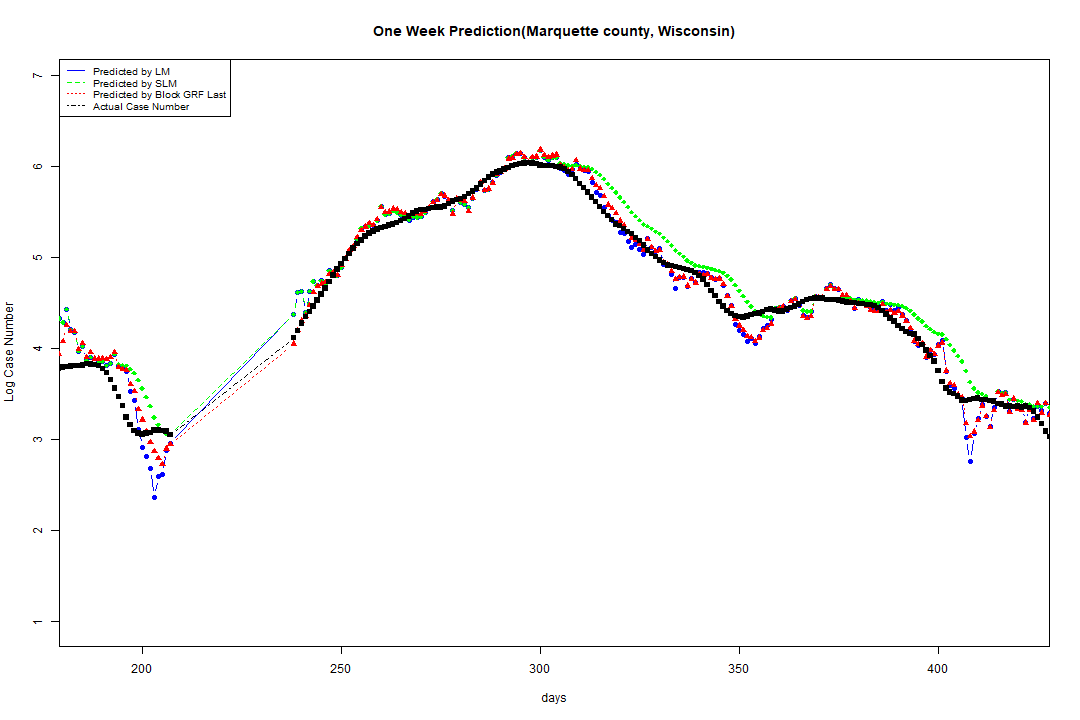 One Week Prediction(Marquette county, Wisconsin)
Predicted by LM
Predicted by SLM
Predicted by Block GRF Last
Actual Case Number
7
6
5
4
3
2
1
Log Case Number
200 250 300 350 400
days